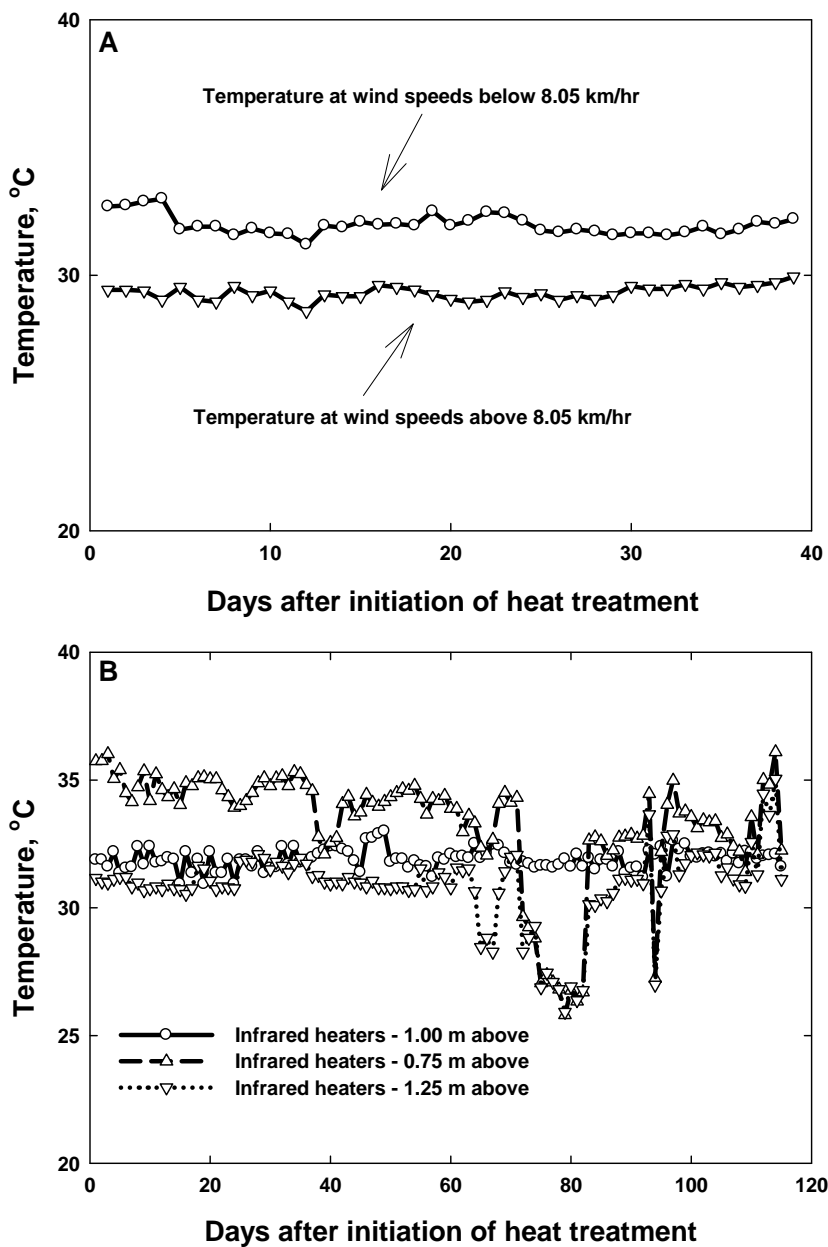 40
A
Temperature at wind speeds below 8.05 km/hr
Temperature, °C
30
Temperature at wind speeds above 8.05 km/hr
20
0 10 20 30 40
Days after initiation of heat treatment
40
B
35
Temperature, °C
30
Infrared heaters - 1.00 m above
Infrared heaters - 0.75 m above
Infrared heaters - 1.25 m above
25
20
0 20 40 60 80 100 120
Days after initiation of heat treatment